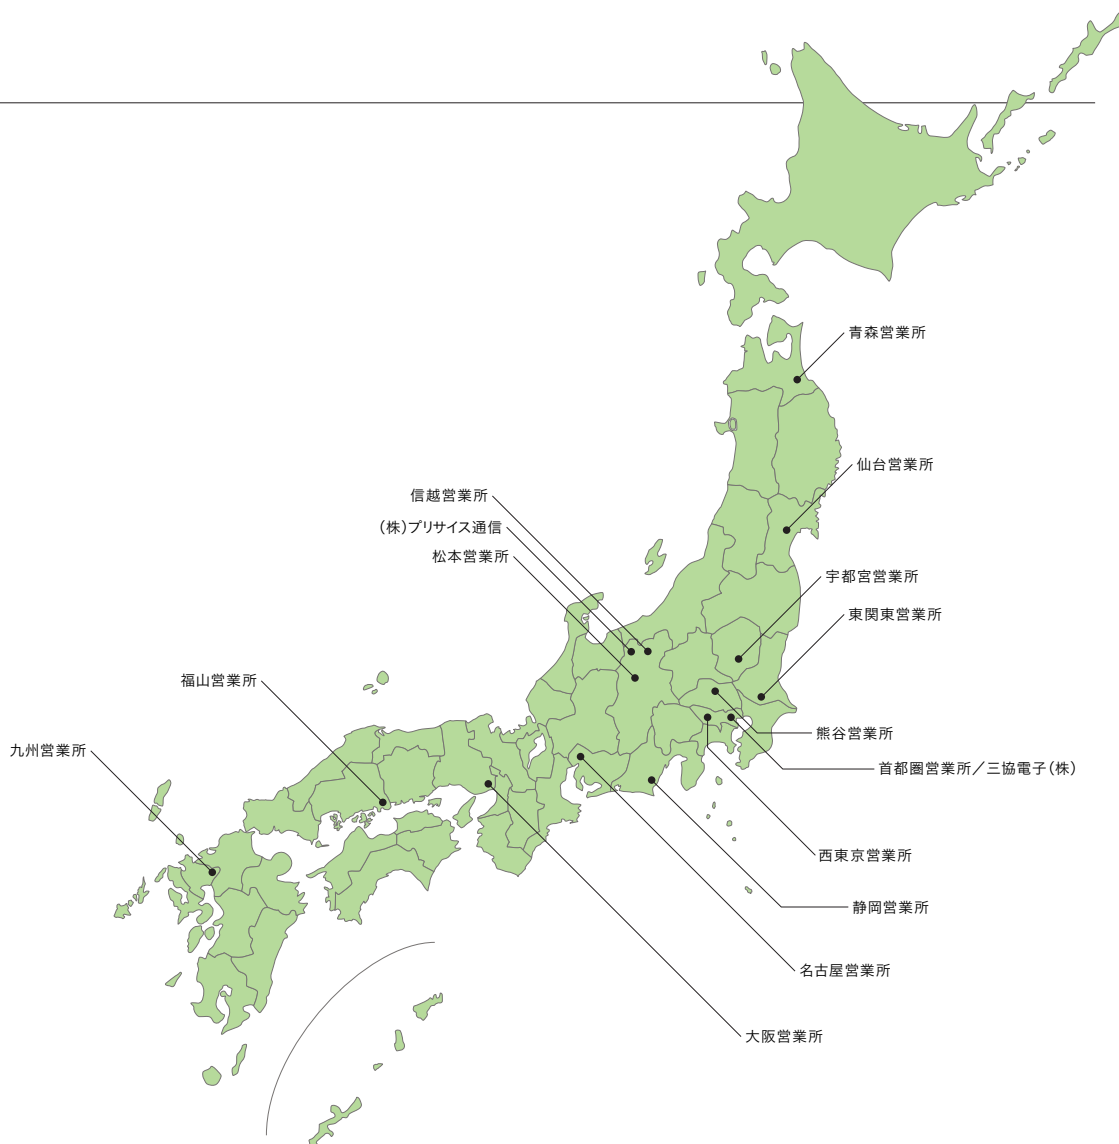 青森営業所
仙台営業所
信越営業所
(株)プリサイス通信
松本営業所
宇都宮営業所
東関東営業所
福山営業所
熊谷営業所
九州営業所
首都圏営業所／三協電子(株)
西東京営業所
静岡営業所
名古屋営業所
大阪営業所